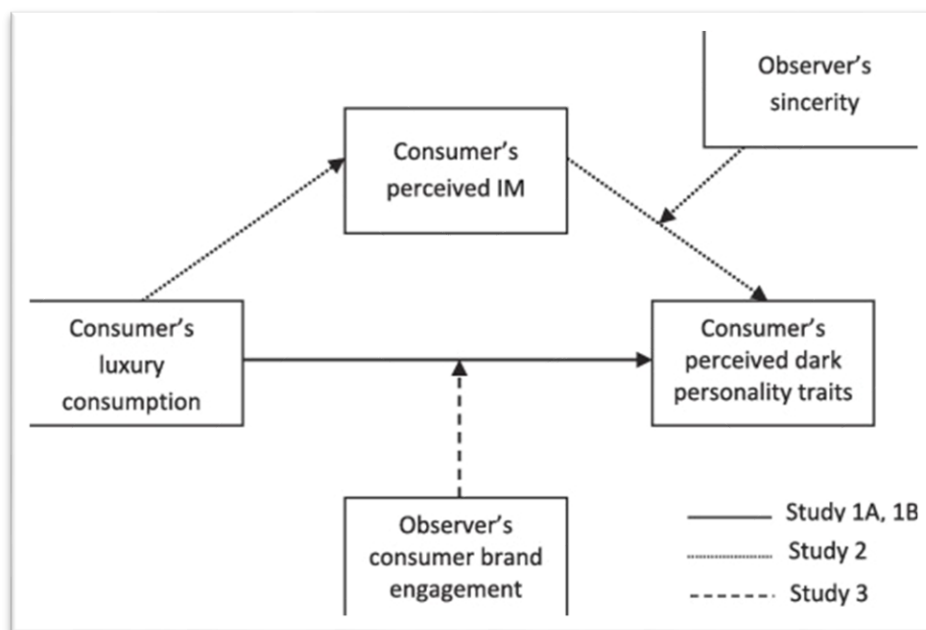 Observer's
sincerity
Consumer's
perceived IM
Consumer's
luxury
consumption
Consumer's
perceived dark
personality traits
Observer's
consumer brand
engagement
Study 1A, 1B
Study 2
Study 3